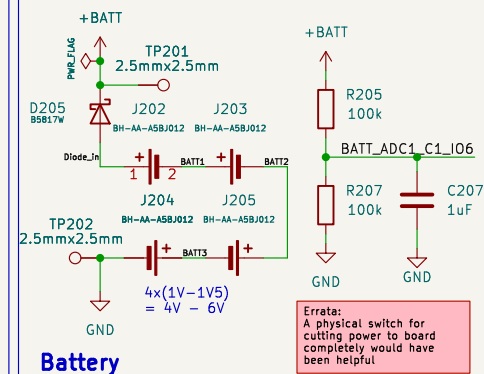 +BATT
PWR_FLAG
TP201
2.5mmx2.5mm
D205
B5817W
J202
BH-AA-A5BJ012
J203
BH-AA-A5BJ012
Diode_in
+
1
2
BATT1
+
BATT2
J204
BH-AA-A5BJ012
J205
BH-AA-A5BJ012
TP202
2.5mmx2.5mm
+
BATT3
+
4x(1V-1V5)
= 4V - 6V
GND
Battery
+BATT
R205
100k
BATT_ADC1_C1_IO6
R207
100k
C207
1uF
GND
GND
Errata:
A physical switch for
cutting power to board
completely would have
been helpful